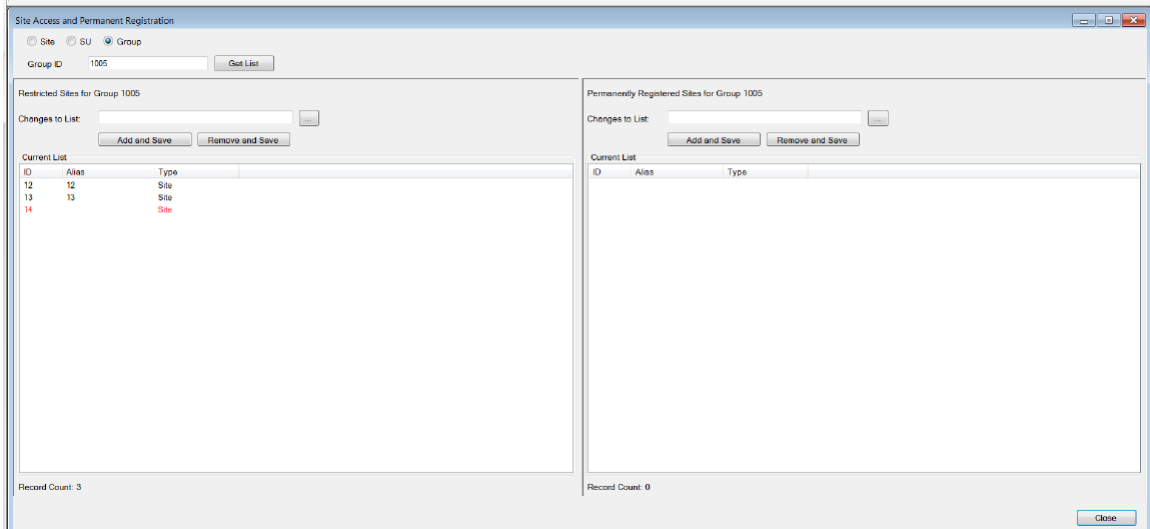 Site Access and Permanent Registration
Site SU Group
Group ID 1005 Get List
Restricted Sites for Group 1005
Changes to List: ...
Add and Save Remove and Save
Current List
ID Alias Type
12 12 Site
13 13 Site
14 Site
Record Count: 3
Permanently Registered Sites for Group 1005
Changes to List: ...
Add and Save Remove and Save
Current List
ID Alias Type
Record Count: 0
Close